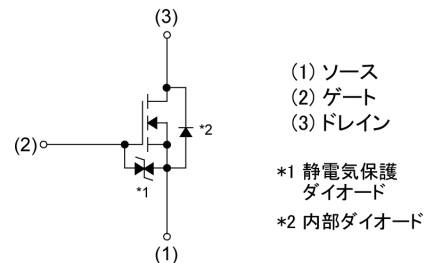 (3)
(1) ソース
(2) ゲート
(3) ドレイン
*2
(2)
*1
*1 静電気保護
ダイオード
*2 内部ダイオード
(1)